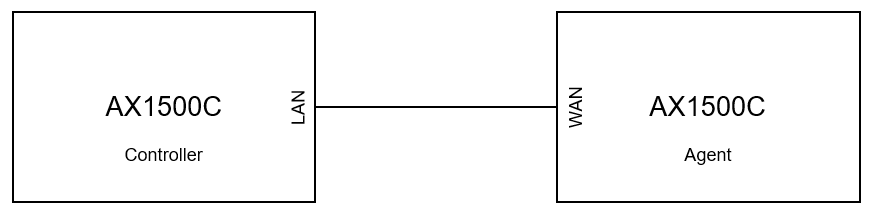 AX1500C
Controller
LAN
WAN
AX1500C
Agent